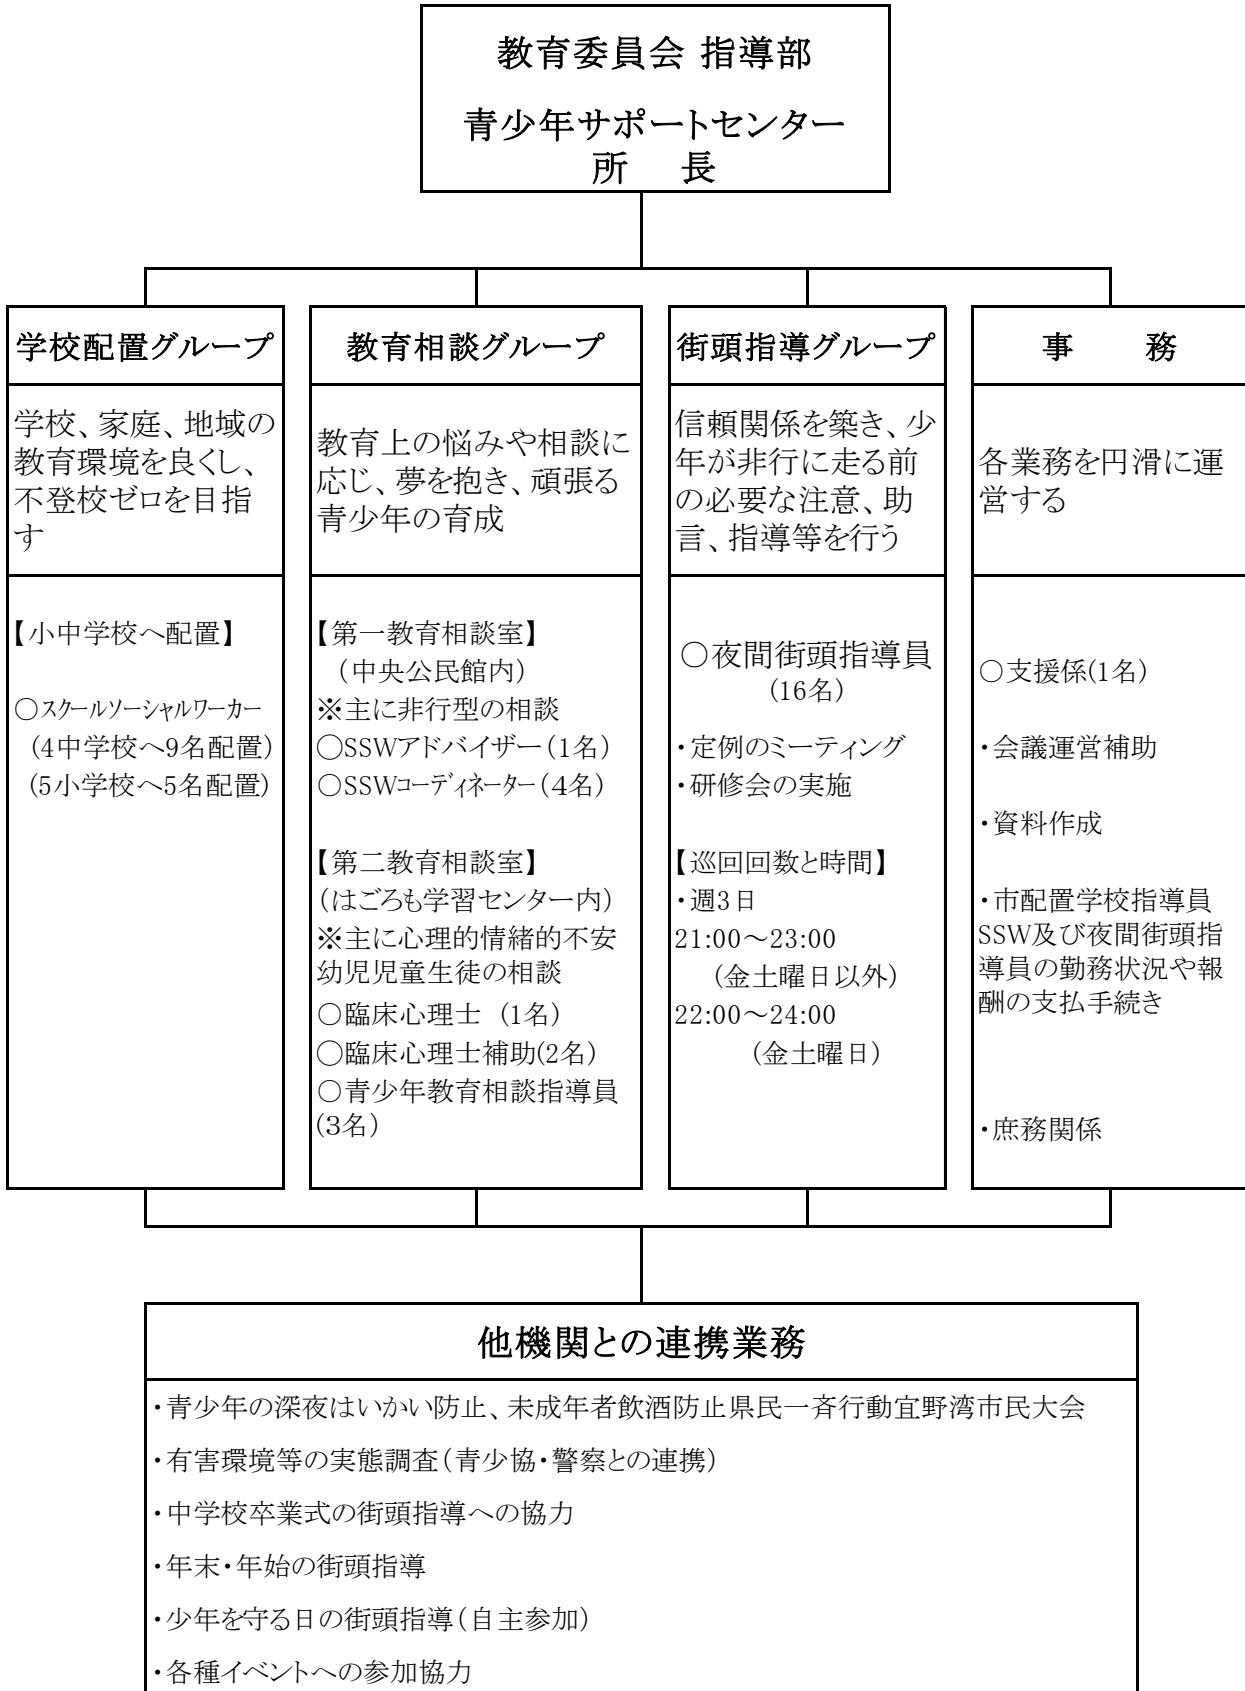 教育委員会 指導部
青少年サポートセンター
所　長
学校配置グループ
学校、家庭、地域の
教育環境を良くし、
不登校ゼロを目指
す
【小中学校へ配置】
○スクールソーシャルワーカー
(4中学校へ9名配置)
(5小学校へ5名配置)
教育相談グループ
教育上の悩みや相談に
応じ、夢を抱き、頑張る
青少年の育成
【第一教育相談室】
（中央公民館内）
※主に非行型の相談
○SSWアドバイザー（1名）
○SSWコーディネーター（4名）
【第二教育相談室】
（はごろも学習センター内）
※主に心理的情緒的不安
幼児児童生徒の相談
○臨床心理士 (1名)
○臨床心理士補助(2名)
○青少年教育相談指導員
(3名)
街頭指導グループ
信頼関係を築き、少
年が非行に走る前
の必要な注意、助
言、指導等を行う
○夜間街頭指導員
(16名)
・定例のミーティング
・研修会の実施
【巡回回数と時間】
・週3日
21:00～23:00
（金土曜日以外）
22:00～24:00
（金土曜日）
事　務
各業務を円滑に運
営する
○支援係(1名)
・会議運営補助
・資料作成
・市配置学校指導員
SSW及び夜間街頭指
導員の勤務状況や報
酬の支払手続き
・庶務関係
他機関との連携業務
・青少年の深夜はいかい防止、未成年者飲酒防止県民一斉行動宜野湾市民大会
・有害環境等の実態調査（青少協・警察との連携）
・中学校卒業式の街頭指導への協力
・年末・年始の街頭指導
・少年を守る日の街頭指導（自主参加）
・各種イベントへの参加協力